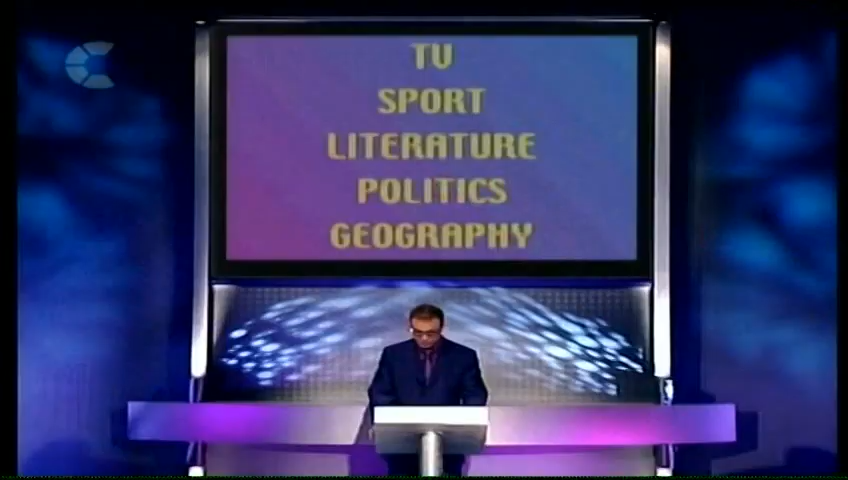 TV
SPORT
LITERATURE
POLITICS
GEOGRAPHY